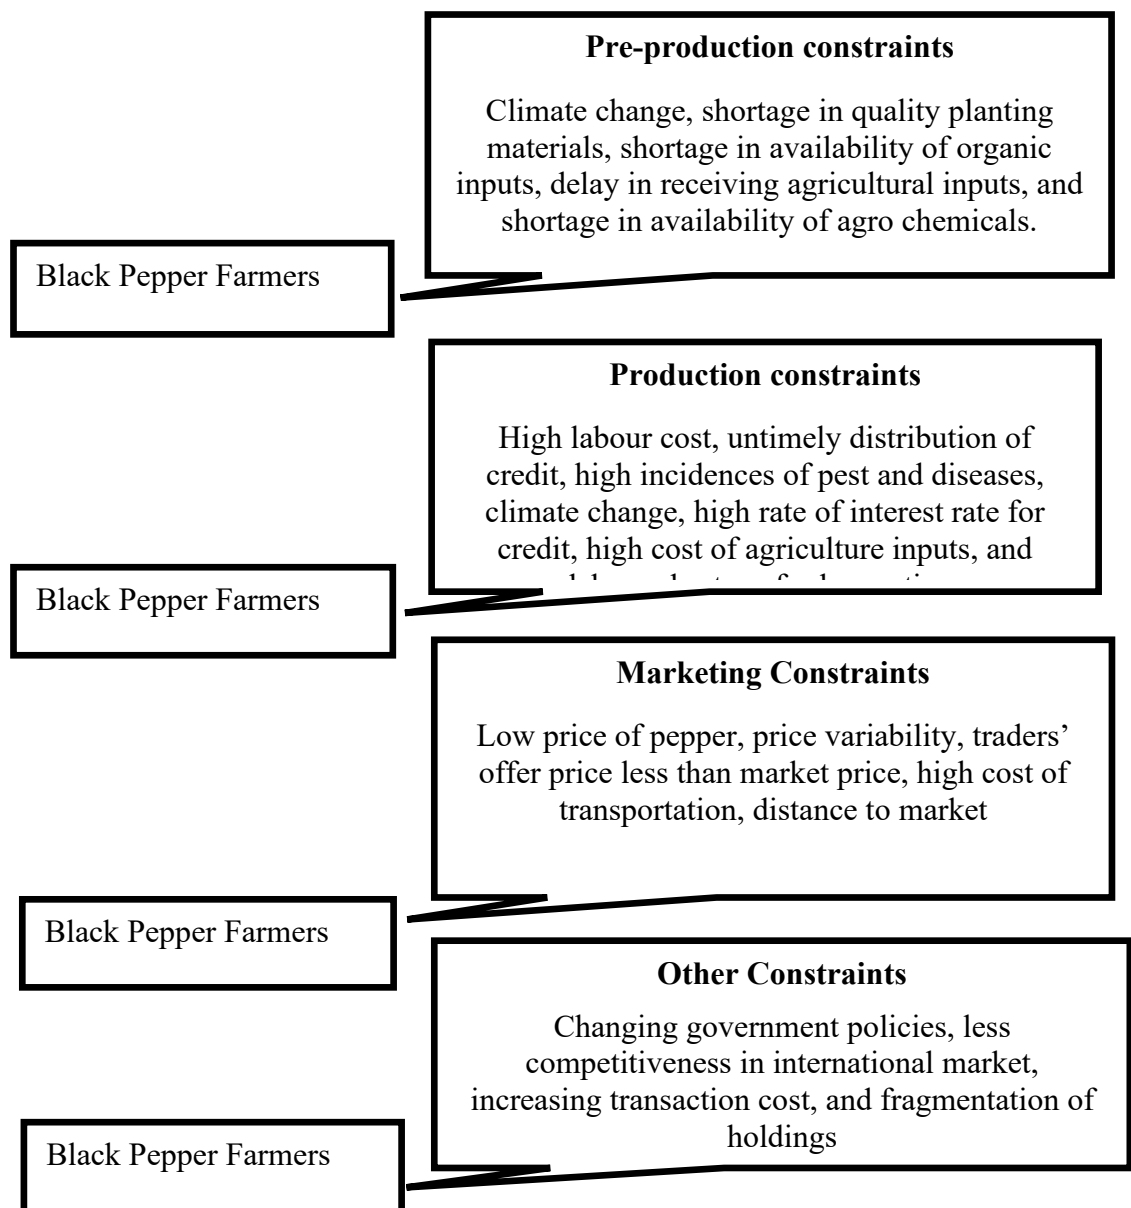 Pre-production constraints
Climate change, shortage in quality planting
materials, shortage in availability of organic
inputs, delay in receiving agricultural inputs, and
shortage in availability of agro chemicals.
Black Pepper Farmers
Production constraints
High labour cost, untimely distribution of
credit, high incidences of pest and diseases,
climate change, high rate of interest rate for
credit, high cost of agriculture inputs, and
Black Pepper Farmers
Marketing Constraints
Low price of pepper, price variability, traders’
offer price less than market price, high cost of
transportation, distance to market
Black Pepper Farmers
Other Constraints
Changing government policies, less
competitiveness in international market,
increasing transaction cost, and fragmentation of
holdings
Black Pepper Farmers